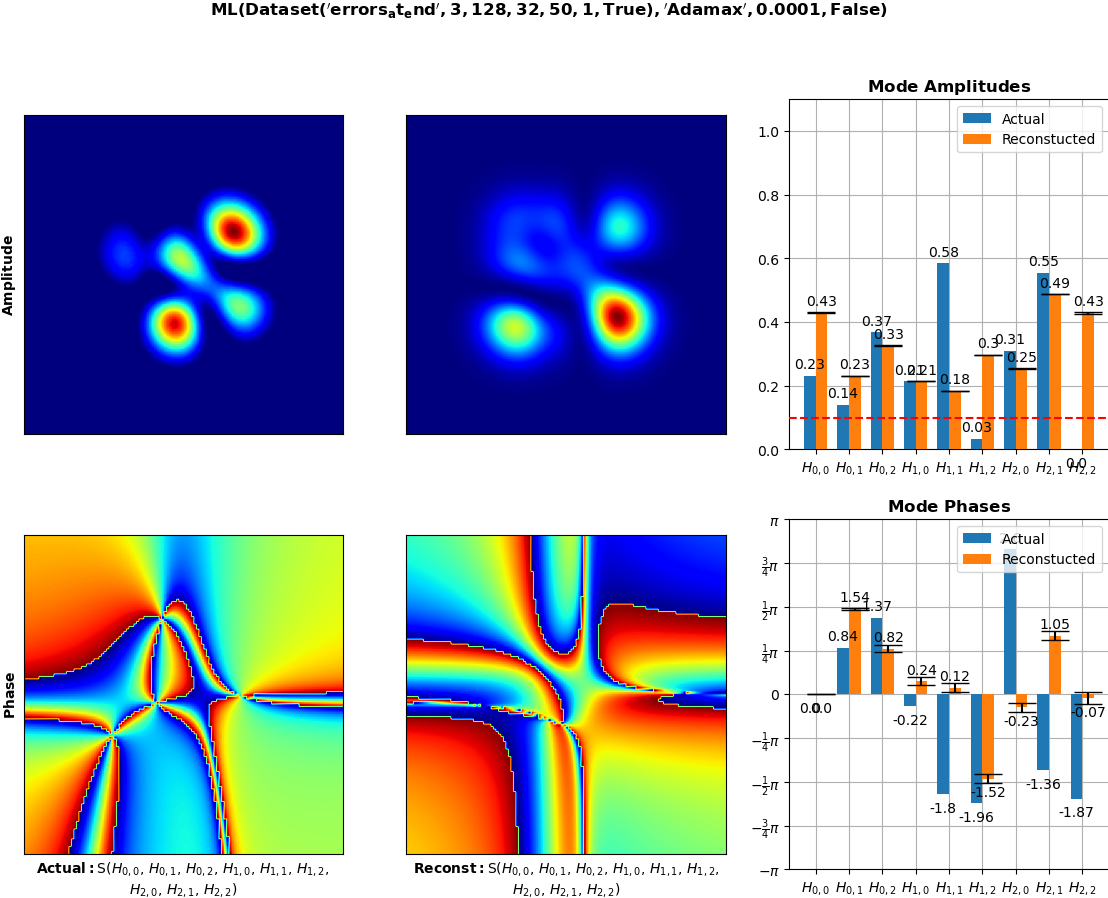 ML(Dataset('errors_at_end', 3, 128, 32, 50, 1, True), 'Adamax', 0.0001, False)
Amplitude
Mode Amplitudes
Actual
Reconstucted
1.0
0.8
0.6
0.4
0.2
0.0
0.23
0.43
0.14
0.23
0.37
0.33
0.21
0.21
0.58
0.18
0.03
0.3
0.31
0.25
0.55
0.49
0.0
0.43
H0,0 H0,1 H0,2 H1,0 H1,1 H1,2 H2,0 H2,1 H2,2
Phase
Mode Phases
Actual
Reconstucted
π
3/4π
1/2π
1/4π
0
−1/4π
−1/2π
−3/4π
−π
0.0
0.0
0.84
1.54
1.37
0.82
-0.22
0.24
-1.8
0.12
-1.96
-1.52
-0.23
-1.36
1.05
-1.87
-0.07
H0,0 H0,1 H0,2 H1,0 H1,1 H1,2 H2,0 H2,1 H2,2
Actual: S(H0,0, H0,1, H0,2, H1,0, H1,1, H1,2,
H2,0, H2,1, H2,2)
Reconst: S(H0,0, H0,1, H0,2, H1,0, H1,1, H1,2,
H2,0, H2,1, H2,2)